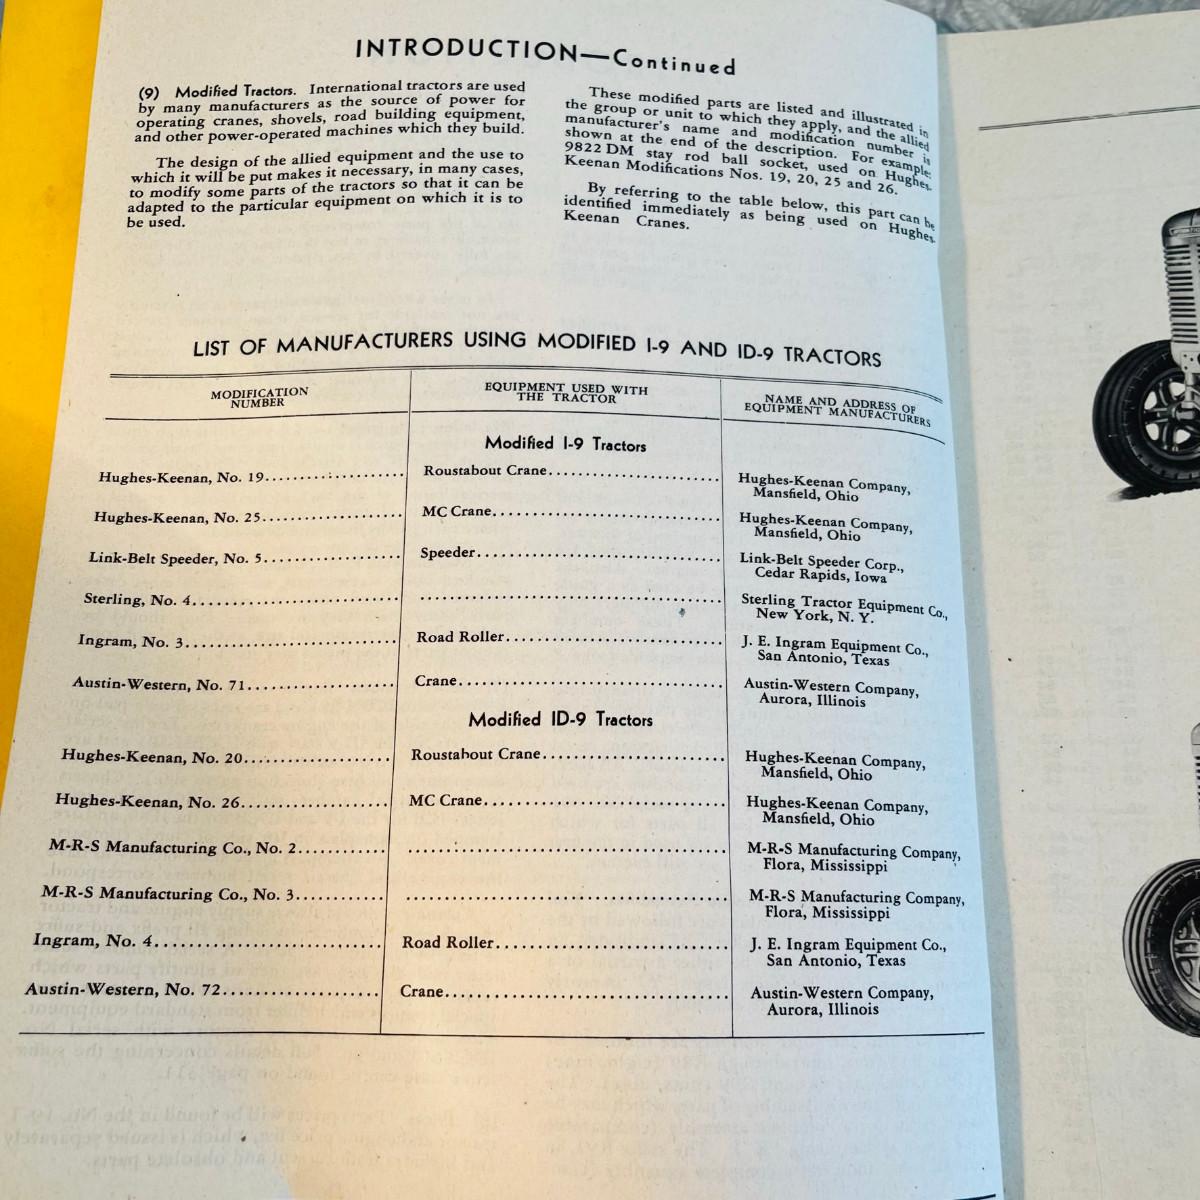 INTRODUCTION—Continued
(9) Modified Tractors. International tractors are used
by many manufacturers as the source of power for
operating cranes, shovels, road building equipment,
and other power-operated machines which they build.
The design of the allied equipment and the use to
which it will be put makes it necessary, in many cases,
to modify some parts of the tractors so that it can be
adapted to the particular equipment on which it is to
be used.
These modified parts are listed and illustrated in
the group or unit to which they apply, and the allied
manufacturer's name and modification number is
shown at the end of the description. For example:
9822 DM stay rod ball socket, used on Hughes-
Keenan Modifications Nos. 19, 20, 25 and 26.
By referring to the table below, this part can be
identified immediately as being used on Hughes-
Keenan Cranes.
LIST OF MANUFACTURERS USING MODIFIED I-9 AND ID-9 TRACTORS
MODIFICATION
NUMBER
EQUIPMENT USED WITH
THE TRACTOR
NAME AND ADDRESS OF
EQUIPMENT MANUFACTURERS
Modified I-9 Tractors
Hughes-Keenan, No. 19 Roustabout Crane Hughes-Keenan Company,
Mansfield, Ohio
Hughes-Keenan, No. 25 MC Crane Hughes-Keenan Company,
Mansfield, Ohio
Link-Belt Speeder, No. 5 Speeder Link-Belt Speeder Corp.,
Cedar Rapids, Iowa
Sterling, No. 4 Sterling Tractor Equipment Co.,
New York, N. Y.
Ingram, No. 3 Road Roller J. E. Ingram Equipment Co.,
San Antonio, Texas
Austin-Western, No. 71 Crane Austin-Western Company,
Aurora, Illinois
Modified ID-9 Tractors
Hughes-Keenan, No. 20 Roustabout Crane Hughes-Keenan Company,
Mansfield, Ohio
Hughes-Keenan, No. 26 MC Crane Hughes-Keenan Company,
Mansfield, Ohio
M-R-S Manufacturing Co., No. 2 M-R-S Manufacturing Company,
Flora, Mississippi
M-R-S Manufacturing Co., No. 3 M-R-S Manufacturing Company,
Flora, Mississippi
Ingram, No. 4 Road Roller J. E. Ingram Equipment Co.,
San Antonio, Texas
Austin-Western, No. 72 Crane Austin-Western Company,
Aurora, Illinois